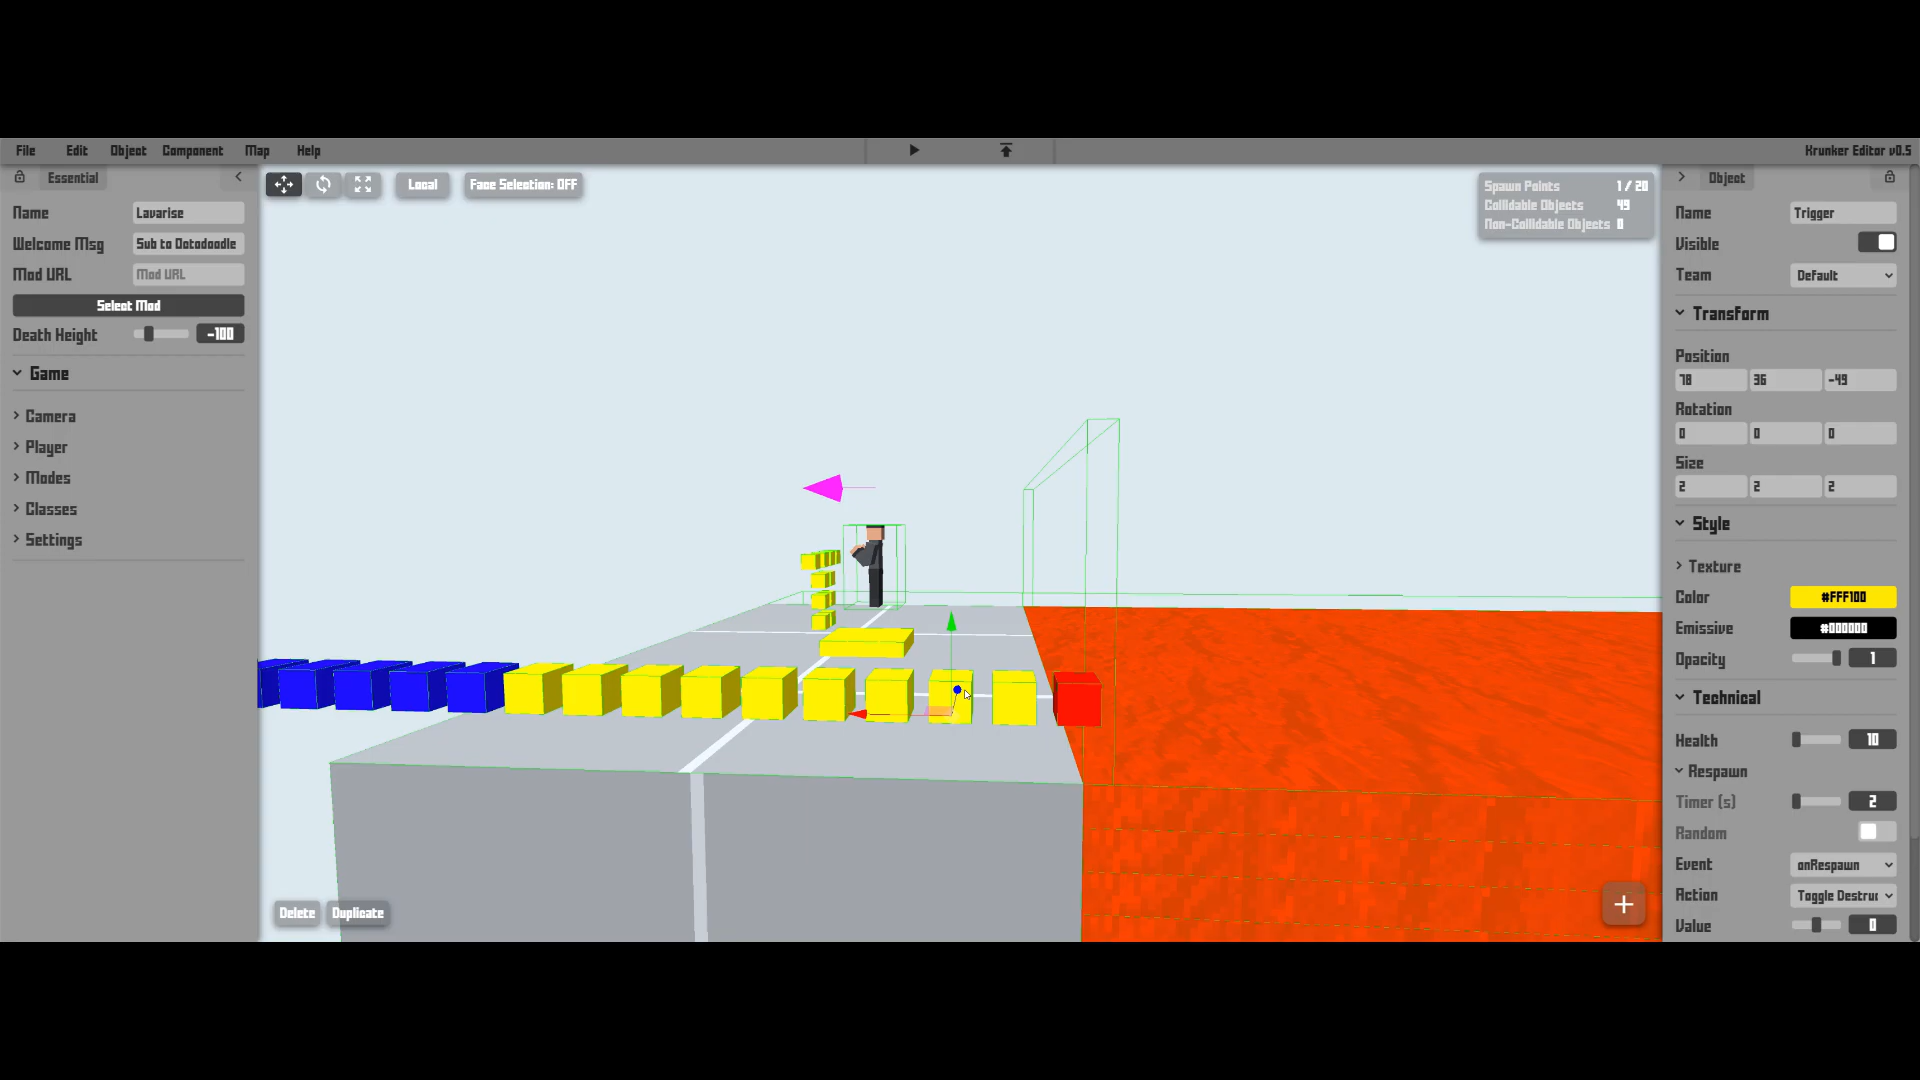 File Edit Object Component Map Help
Krunker Editor v0.5
Essential
Name Lavarise
Welcome Msg Sub to Ootodoodle
Mod URL Mod URL
Select Mod
Death Height -100
Game
Camera
Player
Modes
Classes
Settings
Local Face Selection: OFF
Spawn Points 1 / 20
Collidable Objects 49
Non-Collidable Objects 0
Delete Duplicate
+
Object
Name Trigger
Visible
Team Default
Transform
Position
78 36 -49
Rotation
0 0 0
Size
2 2 2
Style
Texture
Color #FFF100
Emissive #000000
Opacity 1
Technical
Health 10
Respawn
Timer (s) 2
Random
Event onRespawn
Action Toggle Destruc
Value 0